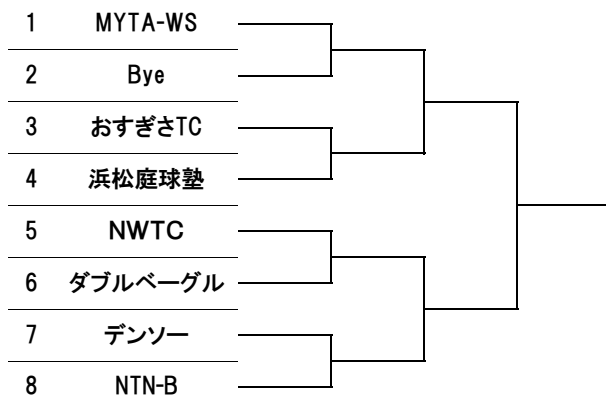 1 MYTA-WS
2 Bye
3 おすぎさTC
4 浜松庭球塾
5 NWTC
6 ダブルベーグル
7 デンソー
8 NTN-B